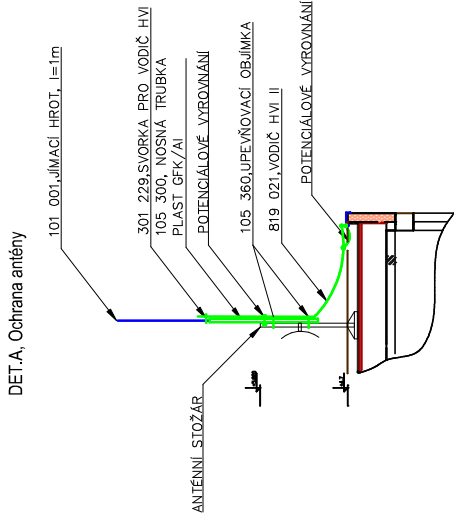 DET.A, Ochrana antény
101 001,JÍMACÍ HROT, l=1m
301 229,SVORKA PRO VODIČ HVI
105 300, NOSNÁ TRUBKA
PLAST GFK/Al
POTENCIÁLOVÉ VYROVNÁNÍ
105 360,UPEVŇOVACÍ OBJÍMKA
819 021,VODIČ HVI II
POTENCIÁLOVÉ VYROVNÁNÍ
ANTÉNNÍ STOŽÁR